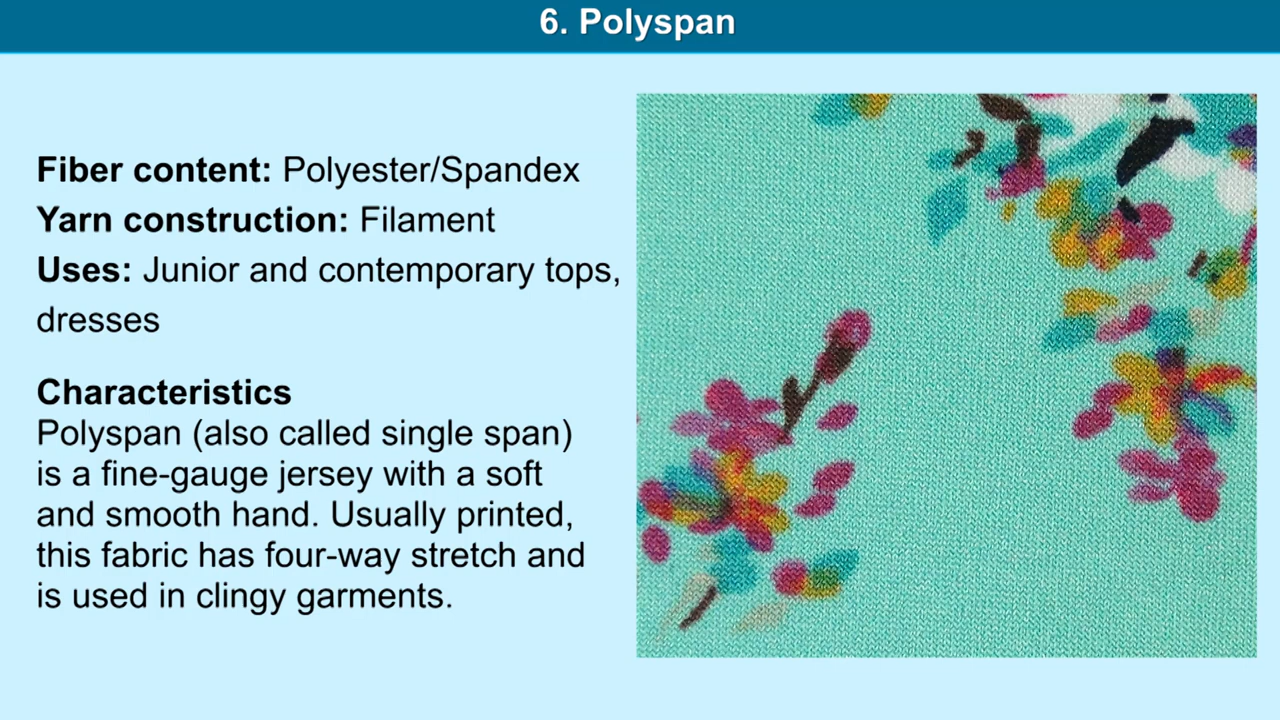 6. Polyspan
Fiber content: Polyester/Spandex
Yarn construction: Filament
Uses: Junior and contemporary tops,
dresses
Characteristics
Polyspan (also called single span)
is a fine-gauge jersey with a soft
and smooth hand. Usually printed,
this fabric has four-way stretch and
is used in clingy garments.